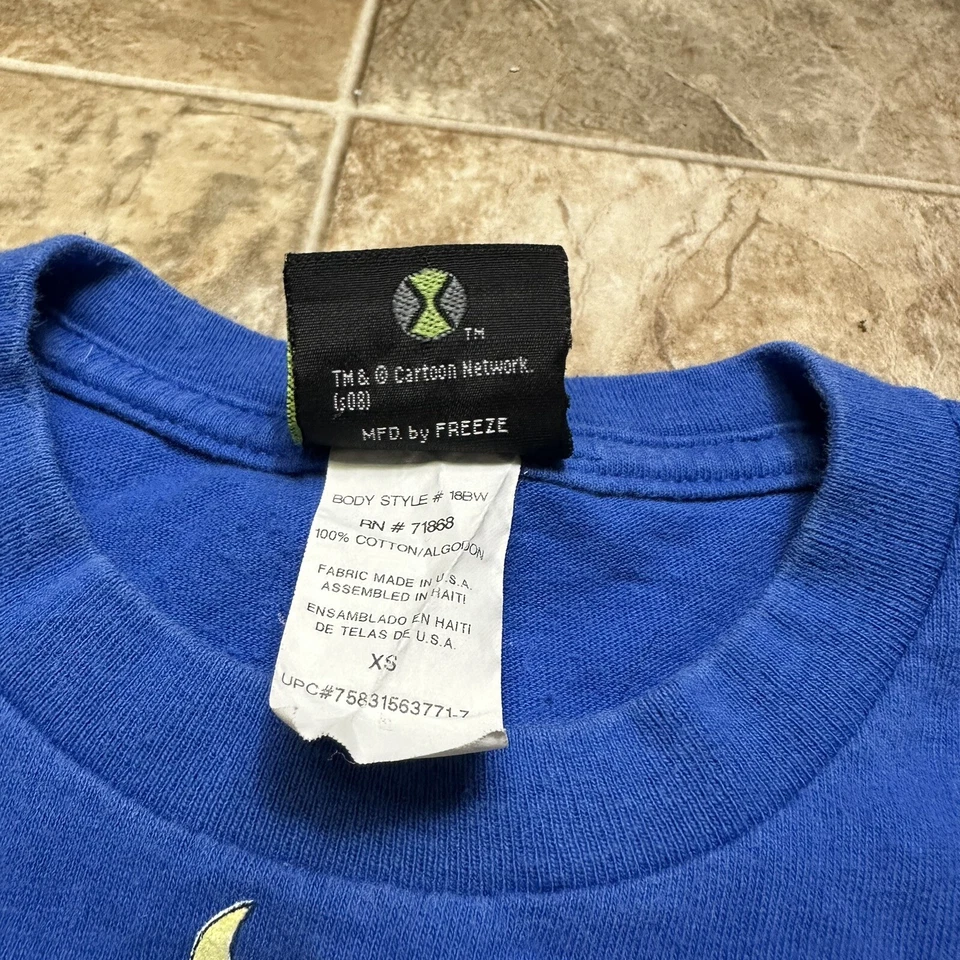 TM
TM & © Cartoon Network.
(s08)
MFD. by FREEZE
BODY STYLE # 18BW
RN # 71868
100% COTTON/ALGODON
FABRIC MADE IN U.S.A.
ASSEMBLED IN HAITI
ENSAMBLADO EN HAITI
DE TELAS DE U.S.A.
XS
UPC#75831563771-7